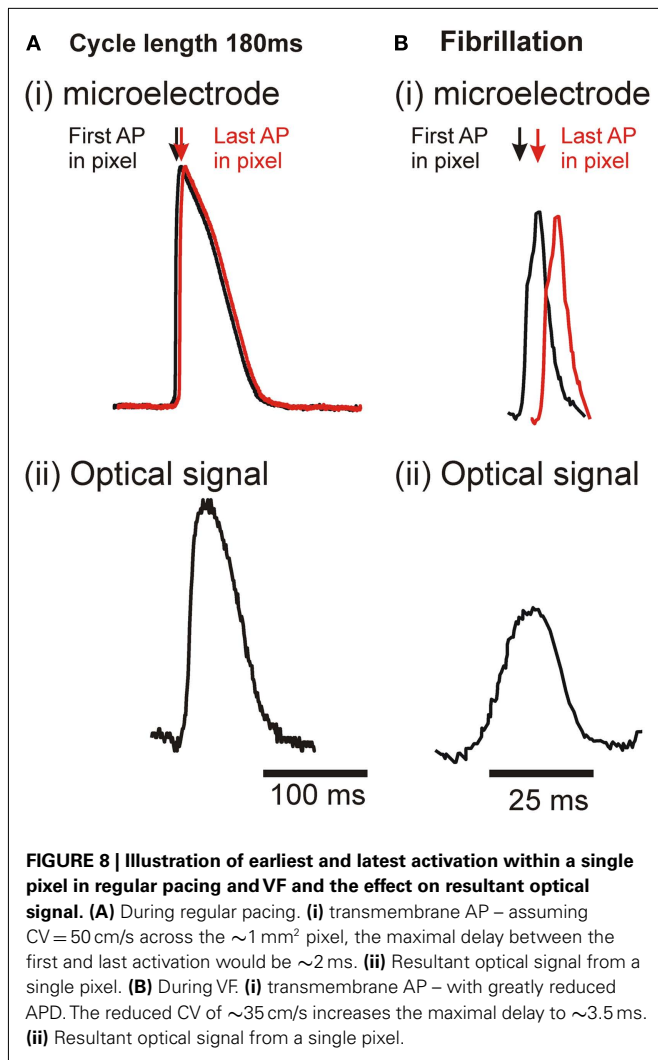 A Cycle length 180ms
B Fibrillation
(i) microelectrode
(i) microelectrode
First AP in pixel
Last AP in pixel
First AP in pixel
Last AP in pixel
(ii) Optical signal
(ii) Optical signal
100 ms
25 ms
FIGURE 8 | Illustration of earliest and latest activation within a single
pixel in regular pacing and VF and the effect on resultant optical
signal. (A) During regular pacing. (i) transmembrane AP – assuming
CV = 50 cm/s across the ∼1 mm² pixel, the maximal delay between the
first and last activation would be ∼2 ms. (ii) Resultant optical signal from a
single pixel. (B) During VF. (i) transmembrane AP – with greatly reduced
APD. The reduced CV of ∼35 cm/s increases the maximal delay to ∼3.5 ms.
(ii) Resultant optical signal from a single pixel.